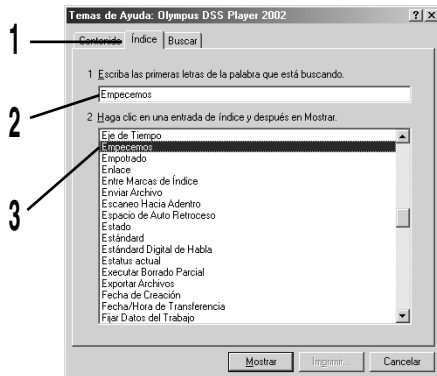 Temas de Ayuda: Olympus DSS Player 2002
1
Contenido Índice Buscar
1 Escriba las primeras letras de la palabra que está buscando.
Empecemos
2
2 Haga clic en una entrada de índice y después en Mostrar.
Eje de Tiempo
Empecemos
Empotrado
Enlace
Entre Marcas de Índice
Enviar Archivo
Escaneo Hacia Adentro
3
Espacio de Auto Retroceso
Estado
Estándard
Estándard Digital de Habla
Estatus actual
Executar Borrado Parcial
Exportar Archivos
Fecha de Creación
Fecha/Hora de Transferencia
Fijar Datos del Trabajo
Mostrar Imprimir... Cancelar